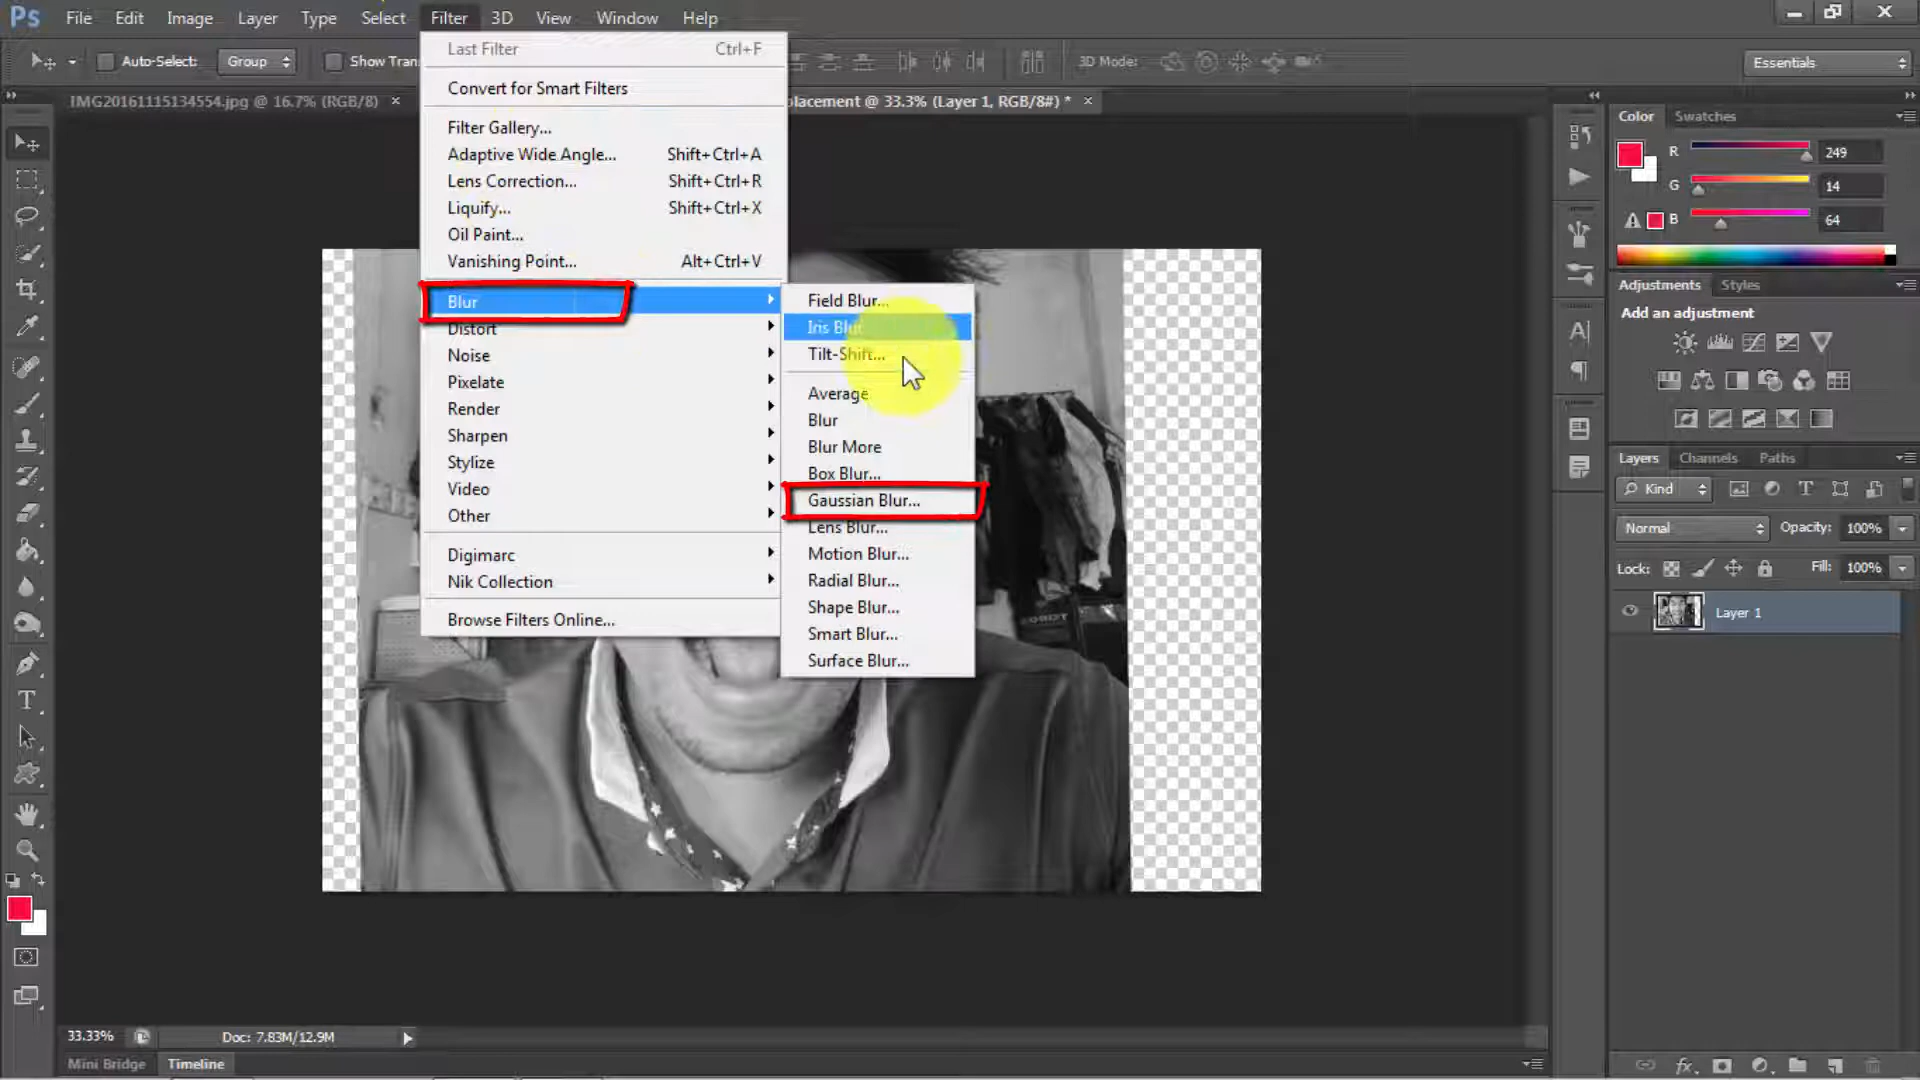 Ps File Edit Image Layer Type Select Filter 3D View Window Help
Auto-Select: Group Show Tran 3D Mode: Essentials
IMG20161115134554.jpg @ 16.7% (RGB/8) × placement @ 33.3% (Layer 1, RGB/8#) * ×
Last Filter Ctrl+F
Convert for Smart Filters
Filter Gallery...
Adaptive Wide Angle... Shift+Ctrl+A
Lens Correction... Shift+Ctrl+R
Liquify... Shift+Ctrl+X
Oil Paint...
Vanishing Point... Alt+Ctrl+V
Blur
Distort
Noise
Pixelate
Render
Sharpen
Stylize
Video
Other
Digimarc
Nik Collection
Browse Filters Online...
Field Blur...
Iris Blur
Tilt-Shift...
Average
Blur
Blur More
Box Blur...
Gaussian Blur...
Lens Blur...
Motion Blur...
Radial Blur...
Shape Blur...
Smart Blur...
Surface Blur...
Color Swatches
R 249
G 14
B 64
Adjustments Styles
Add an adjustment
Layers Channels Paths
Kind
Normal Opacity: 100%
Lock: Fill: 100%
Layer 1
33.33% Doc: 7.83M/12.9M
Mini Bridge Timeline